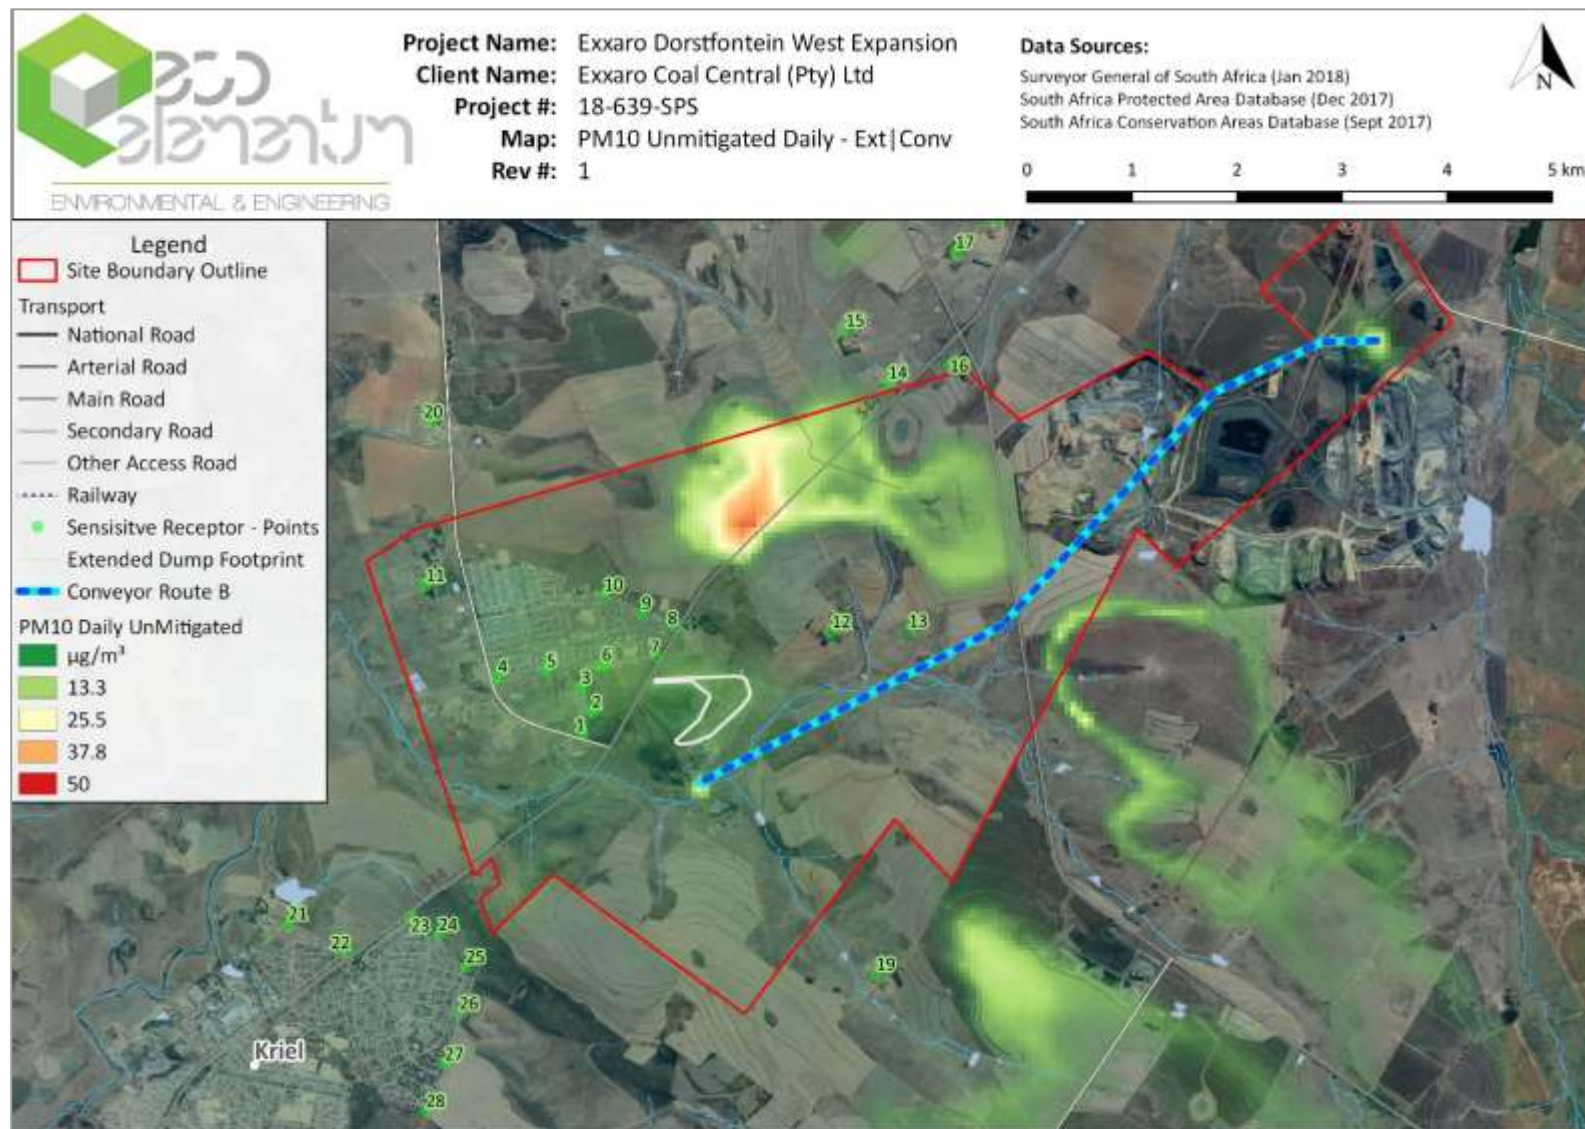 eco
elementum
ENVIRONMENTAL & ENGINEERING
Project Name: Exxaro Dorstfontein West Expansion
Client Name: Exxaro Coal Central (Pty) Ltd
Project #: 18-639-SPS
Map: PM10 Unmitigated Daily - Ext|Conv
Rev #: 1
Data Sources:
Surveyor General of South Africa (Jan 2018)
South Africa Protected Area Database (Dec 2017)
South Africa Conservation Areas Database (Sept 2017)
N
0 1 2 3 4 5 km
Legend
Site Boundary Outline
Transport
National Road
Arterial Road
Main Road
Secondary Road
Other Access Road
Railway
Sensisitve Receptor - Points
Extended Dump Footprint
Conveyor Route B
PM10 Daily UnMitigated
µg/m³
13.3
25.5
37.8
50
17
15
14
16
20
11
10
9
8
12
13
7
6
5
4
3
2
1
21
22
23
24
25
19
26
27
28
Kriel